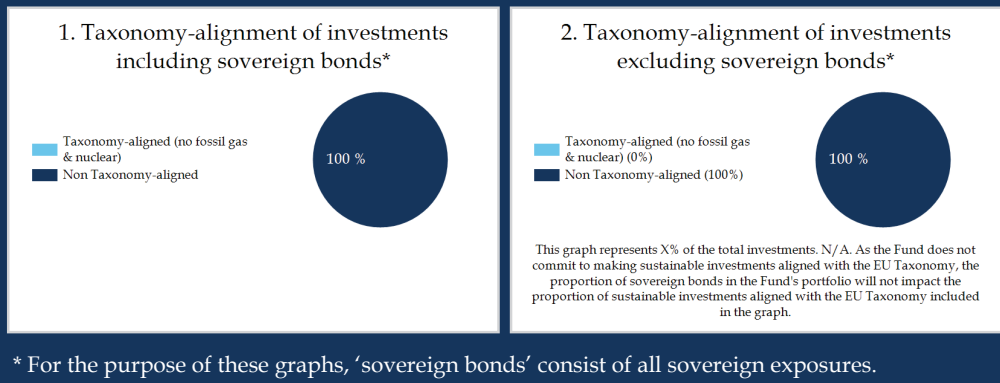 1. Taxonomy-alignment of investments
including sovereign bonds*
Taxonomy-aligned (no fossil gas
& nuclear)
Non Taxonomy-aligned
100 %
2. Taxonomy-alignment of investments
excluding sovereign bonds*
Taxonomy-aligned (no fossil gas
& nuclear) (0%)
Non Taxonomy-aligned (100%)
100 %
This graph represents X% of the total investments. N/A. As the Fund does not
commit to making sustainable investments aligned with the EU Taxonomy, the
proportion of sovereign bonds in the Fund's portfolio will not impact the
proportion of sustainable investments aligned with the EU Taxonomy included
in the graph.
* For the purpose of these graphs, ‘sovereign bonds’ consist of all sovereign exposures.